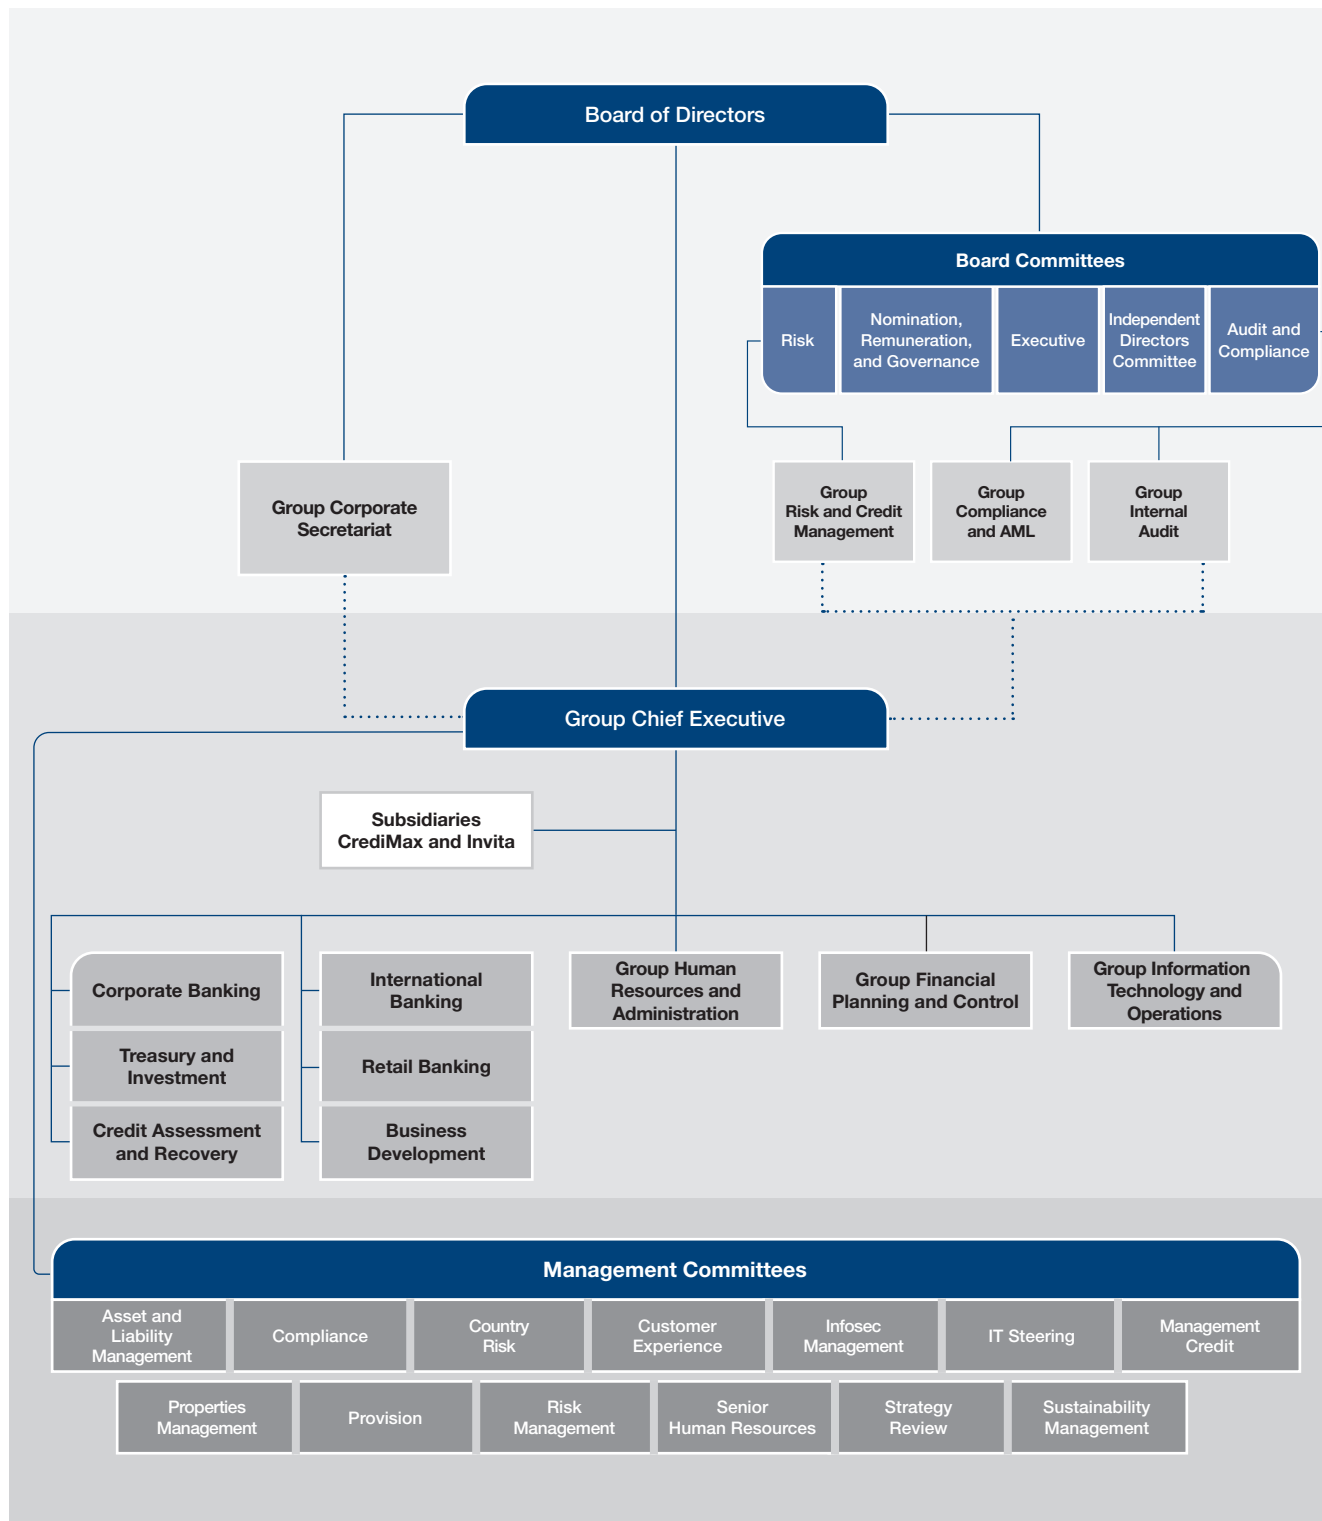 Board of Directors
Board Committees
Risk
Nomination,
Remuneration,
and Governance
Executive
Independent
Directors
Committee
Audit and
Compliance
Group Corporate
Secretariat
Group
Risk and Credit
Management
Group
Compliance
and AML
Group
Internal
Audit
Group Chief Executive
Subsidiaries
CrediMax and Invita
Corporate Banking
Treasury and
Investment
Credit Assessment
and Recovery
International
Banking
Retail Banking
Business
Development
Group Human
Resources and
Administration
Group Financial
Planning and Control
Group Information
Technology and
Operations
Management Committees
Asset and
Liability
Management
Compliance
Country
Risk
Customer
Experience
Infosec
Management
IT Steering
Management
Credit
Properties
Management
Provision
Risk
Management
Senior
Human Resources
Strategy
Review
Sustainability
Management